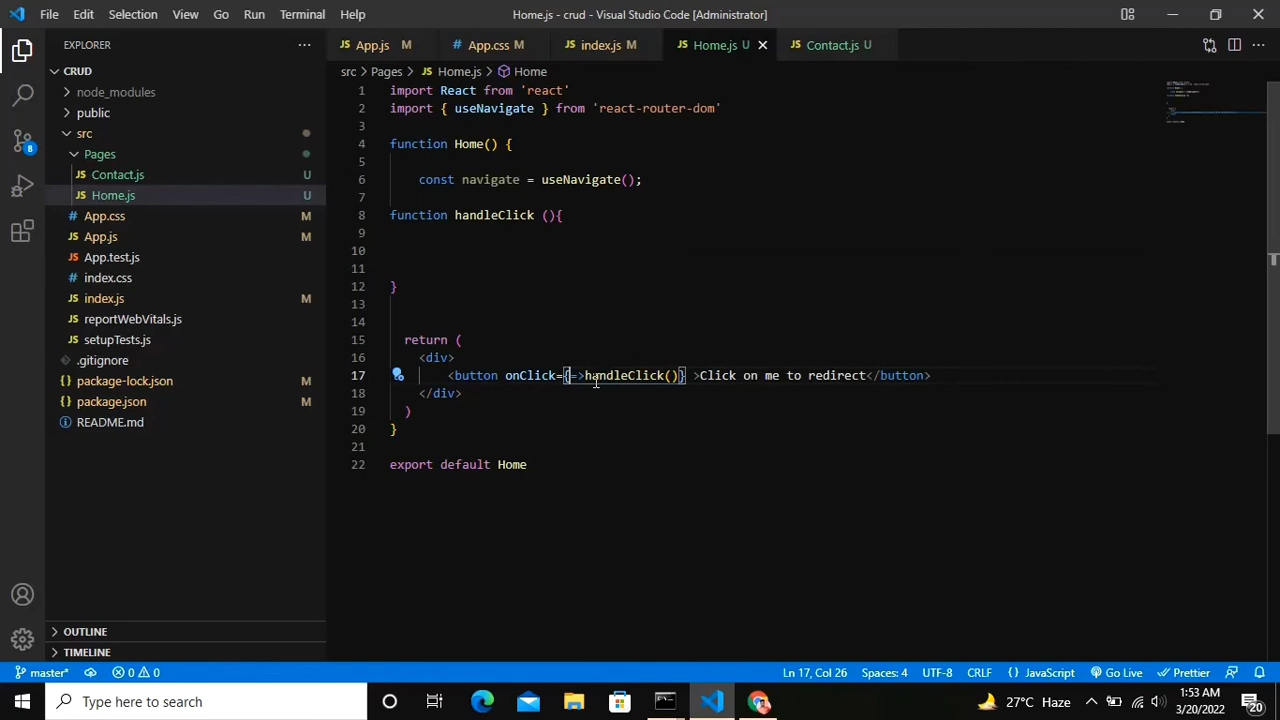 File Edit Selection View Go Run Terminal Help
Home.js - crud - Visual Studio Code [Administrator]
EXPLORER
App.js M
App.css M
index.js M
Home.js U
Contact.js U
CRUD
src > Pages > Home.js > Home
node_modules
public
src
Pages
Contact.js U
Home.js U
App.css M
App.js M
App.test.js
index.css
index.js M
reportWebVitals.js
setupTests.js
.gitignore
package-lock.json M
package.json M
README.md
OUTLINE
TIMELINE
1 import React from 'react'
2 import { useNavigate } from 'react-router-dom'
3
4 function Home() {
5
6 const navigate = useNavigate();
7
8 function handleClick (){
9
10
11
12 }
13
14
15 return (
16 <div>
17 <button onClick={=>handleClick()} >Click on me to redirect</button>
18 </div>
19 )
20 }
21
22 export default Home
8
master* 0 0
Ln 17, Col 26 Spaces: 4 UTF-8 CRLF {} JavaScript Go Live Prettier
Type here to search
27°C Haze
1:53 AM
3/20/2022
20